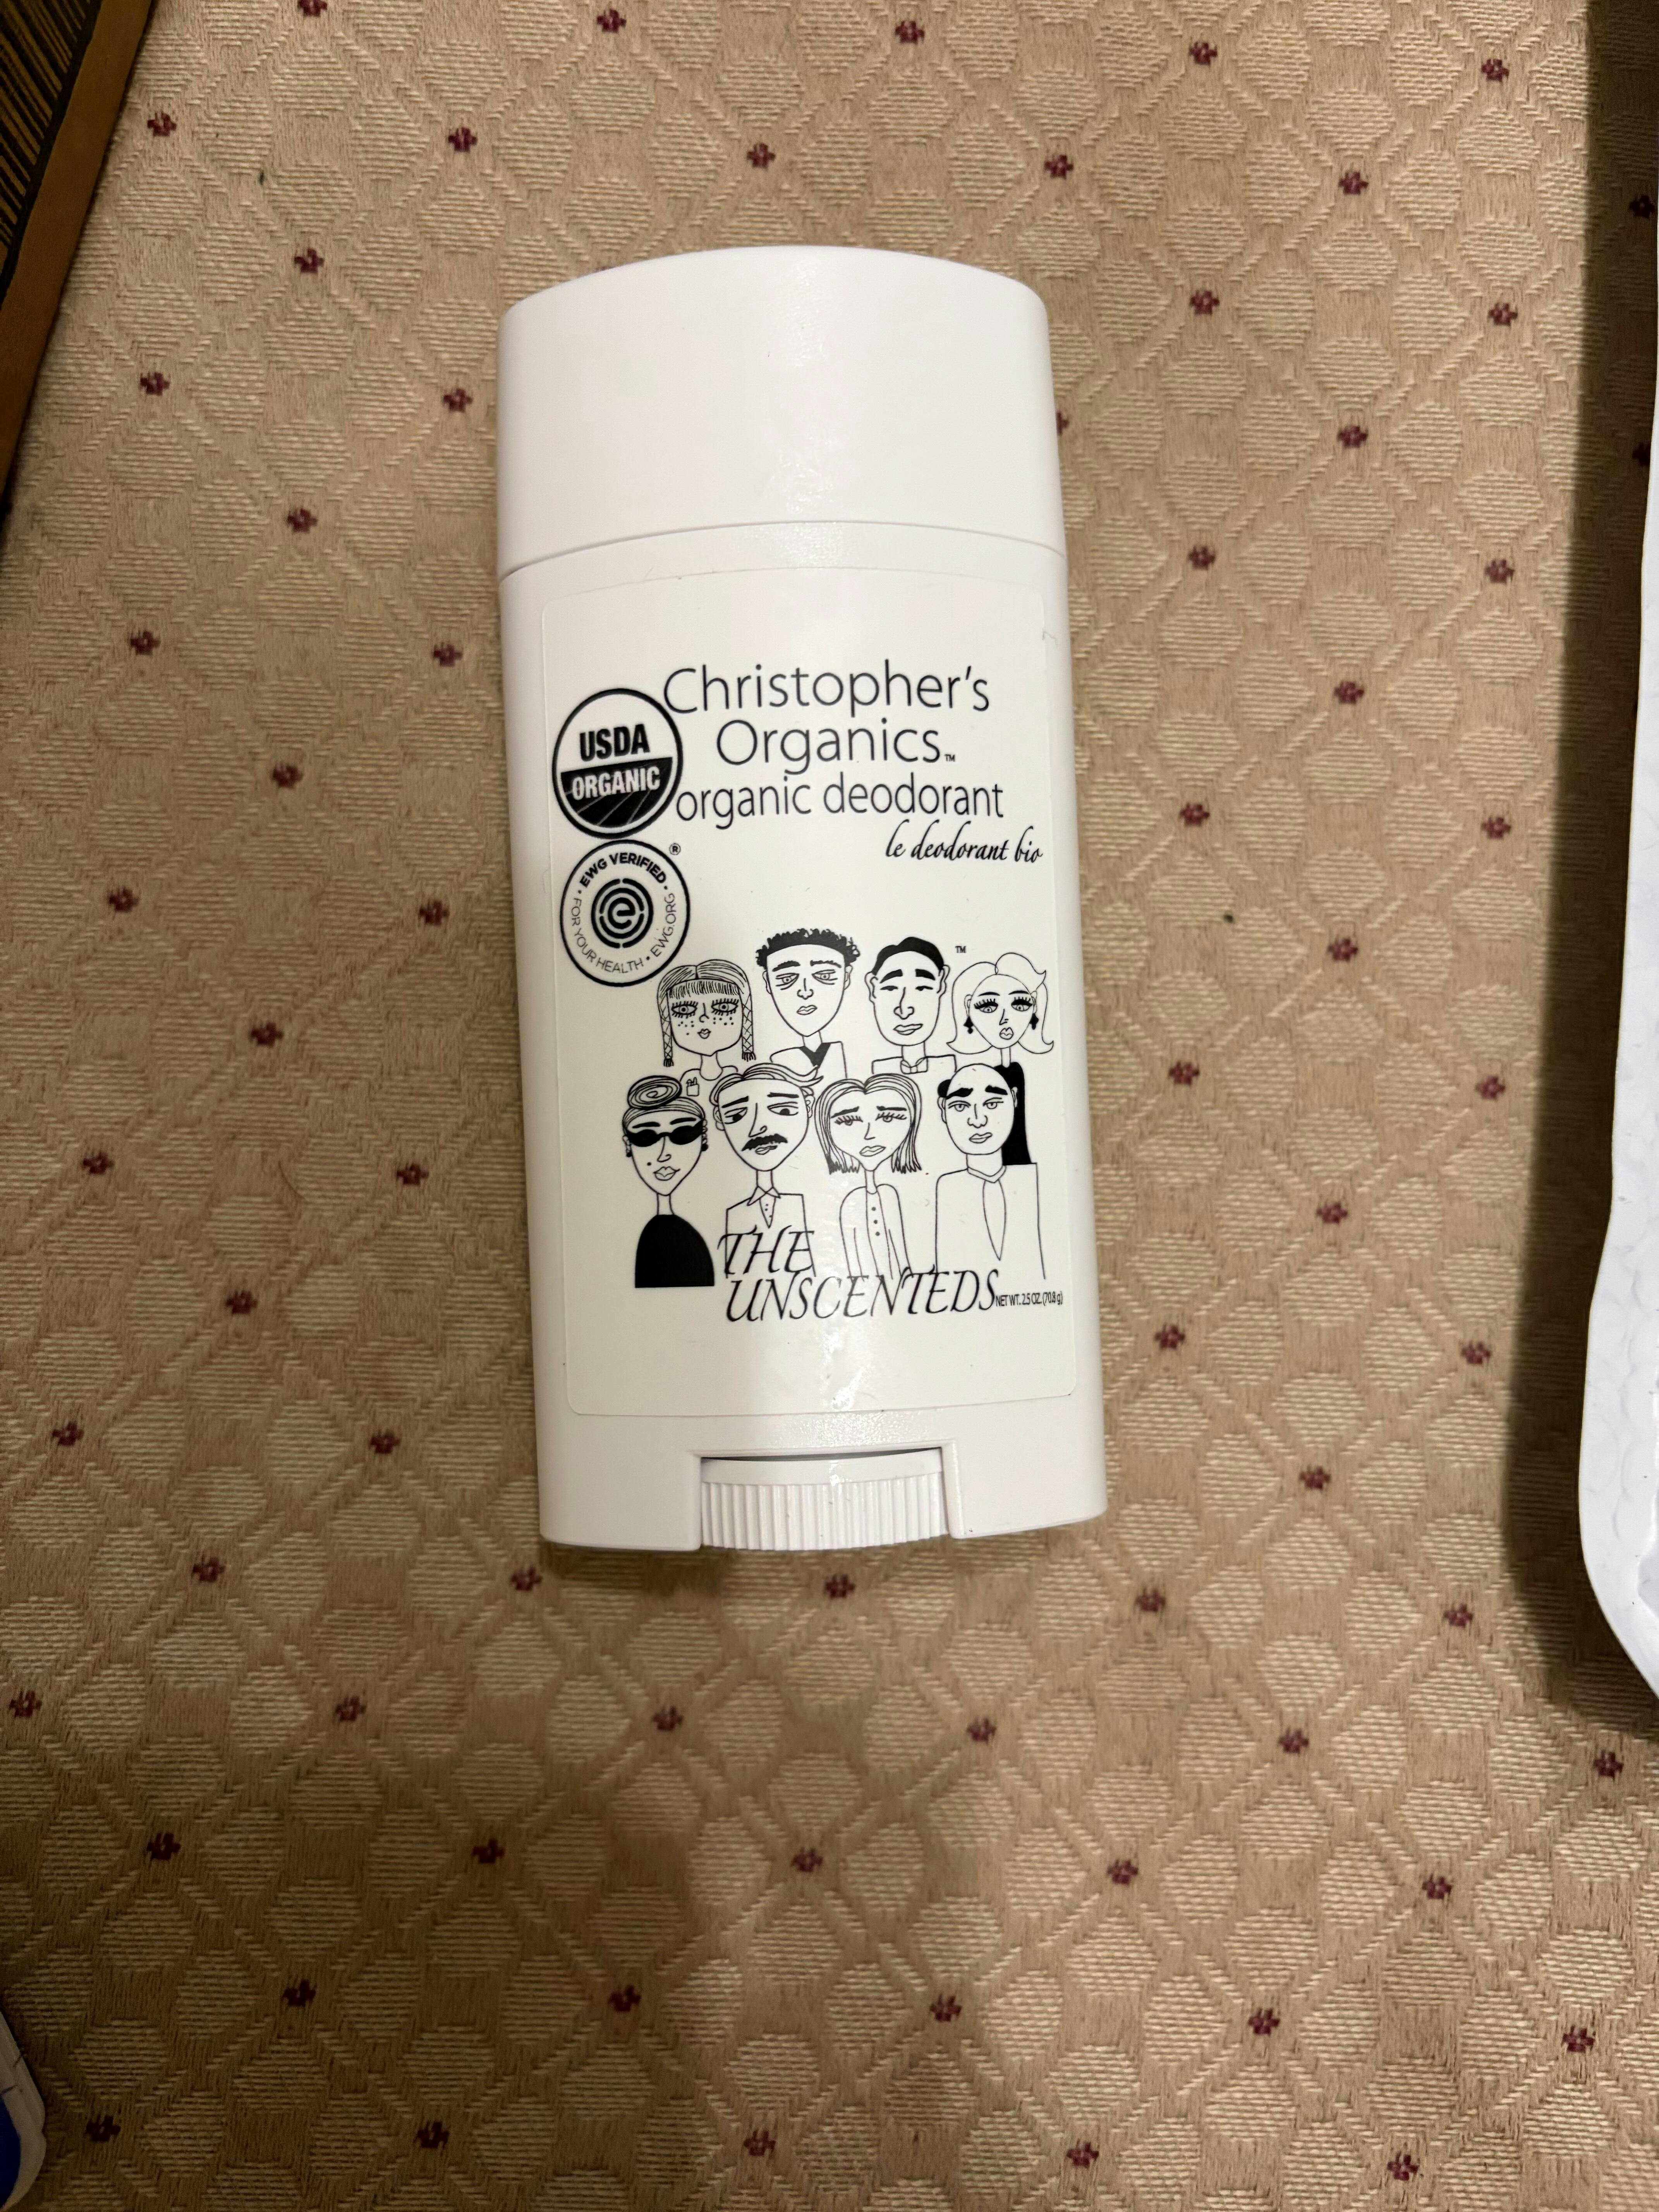 Christopher's
Organics™
organic deodorant
le deodorant bio
USDA
ORGANIC
• EWG VERIFIED • ®
FOR YOUR HEALTH • EWG.ORG
e
™
THE
UNSCENTEDS
NET WT. 2.5 OZ. (70.8 g)